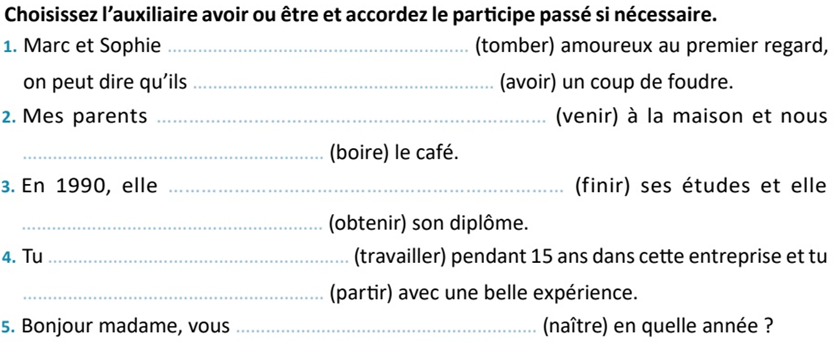 Choisissez l’auxiliaire avoir ou être et accordez le participe passé si nécessaire.
1. Marc et Sophie ........................................................ (tomber) amoureux au premier regard,
on peut dire qu’ils ........................................................ (avoir) un coup de foudre.
2. Mes parents ........................................................ (venir) à la maison et nous
........................................................ (boire) le café.
3. En 1990, elle ........................................................ (finir) ses études et elle
........................................................ (obtenir) son diplôme.
4. Tu ........................................................ (travailler) pendant 15 ans dans cette entreprise et tu
........................................................ (partir) avec une belle expérience.
5. Bonjour madame, vous ........................................................ (naître) en quelle année ?